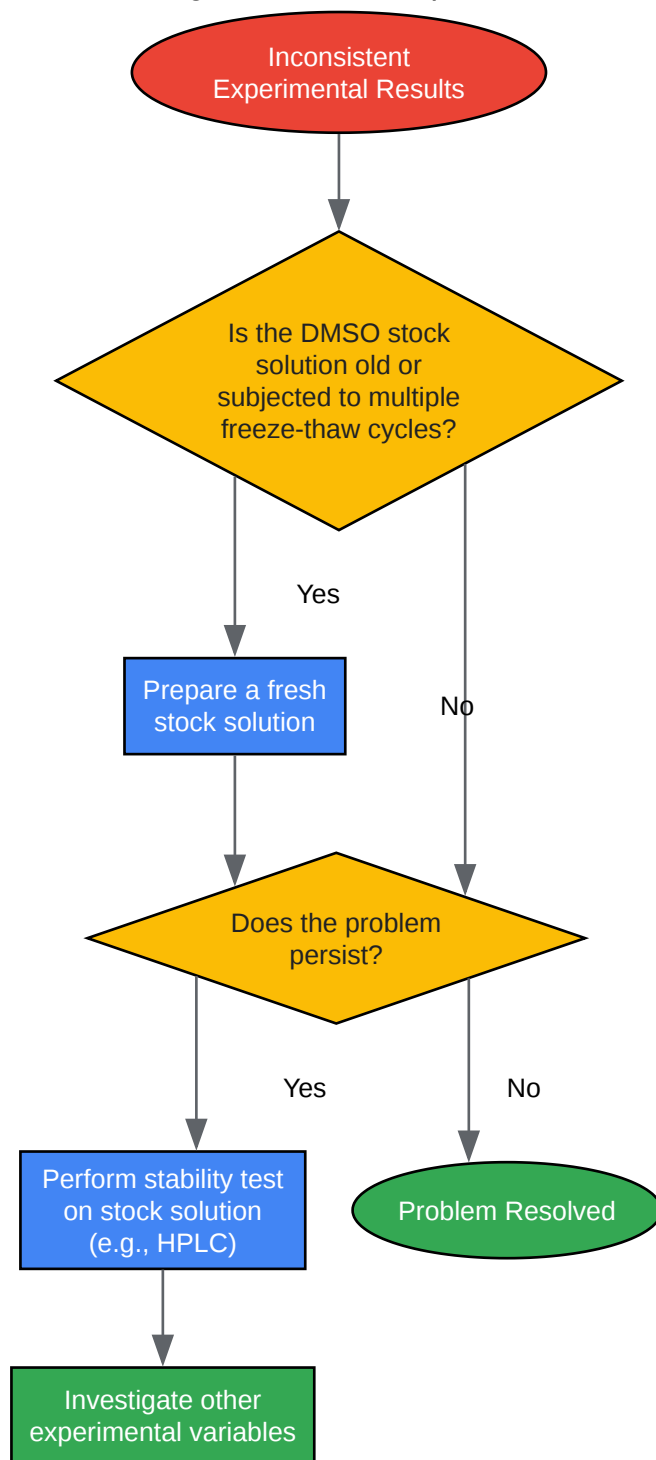 Inconsistent
Experimental Results
Is the DMSO stock
solution old or
subjected to multiple
freeze-thaw cycles?
Yes
Prepare a fresh
stock solution
No
Does the problem
persist?
Yes
No
Perform stability test
on stock solution
(e.g., HPLC)
Problem Resolved
Investigate other
experimental variables